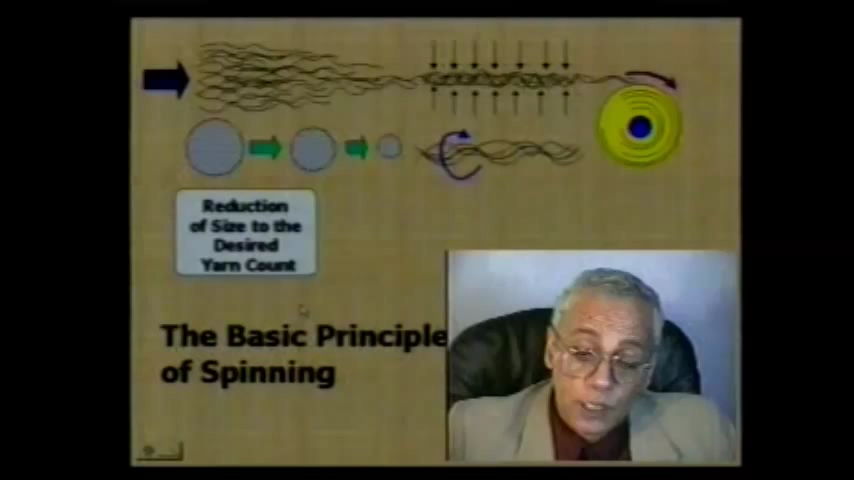 Reduction
of Size to the
Desired
Yarn Count
The Basic Principle
of Spinning